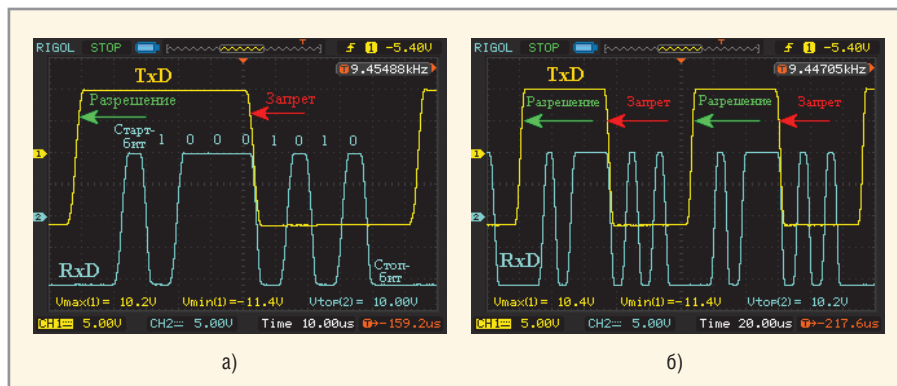 RIGOL STOP 1 -5.40V
T 9.45488kHz
TxD
Разрешение
Запрет
Старт-
бит
1 0 0 0 1 0 1 0
1
2
RxD
Стоп-
бит
Vmax(1)= 10.2V Vmin(1)=-11.4V Vtop(2)= 10.00V
CH1 5.00V CH2 5.00V Time 10.00us T→-159.2us
а)
RIGOL STOP 1 -5.40V
T 9.44705kHz
TxD
Разрешение
Запрет
Разрешение
Запрет
1
2
RxD
Vmax(1)= 10.4V Vmin(1)=-11.4V Vtop(2)= 10.2V
CH1 5.00V CH2 5.00V Time 20.00us T→-217.6us
б)